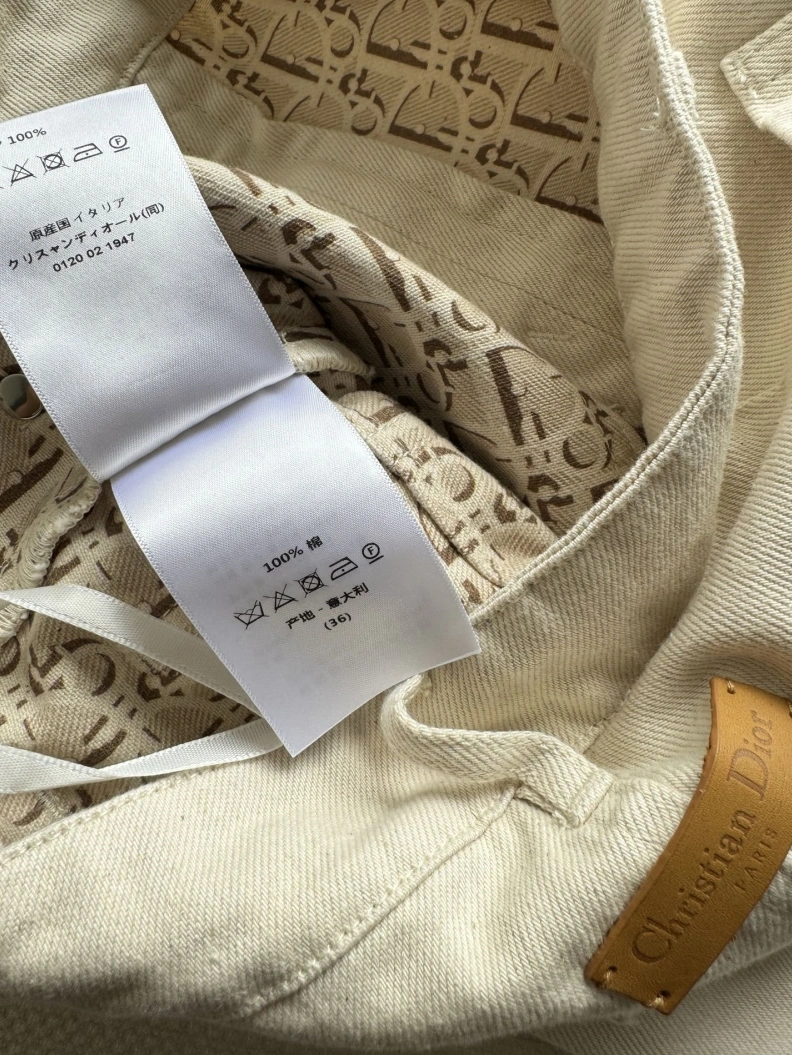 100%
原産国イタリア
クリスャンディオール(同)
0120 02 1947
100% 棉
产地 - 意大利
(36)
Christian Dior
PARIS